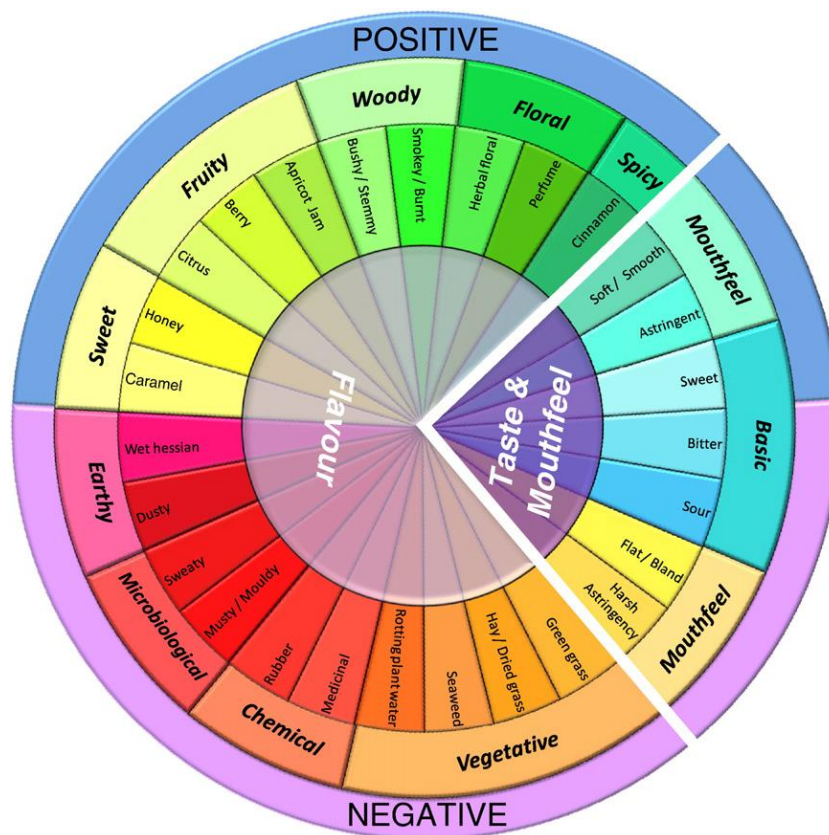 POSITIVE
Woody
Floral
Spicy
Fruity
Sweet
Bushy / Stemmy
Smokey / Burnt
Herbal floral
Perfume
Cinnamon
Apricot Jam
Berry
Citrus
Honey
Caramel
Mouthfeel
Soft / Smooth
Astringent
Basic
Sweet
Bitter
Sour
Flavour
Taste &
Mouthfeel
Earthy
Wet hessian
Dusty
Microbiological
Sweaty
Musty / Mouldy
Chemical
Rubber
Medicinal
Vegetative
Rotting plant water
Seaweed
Hay / Dried grass
Green grass
Mouthfeel
Flat / Bland
Harsh
Astringency
NEGATIVE